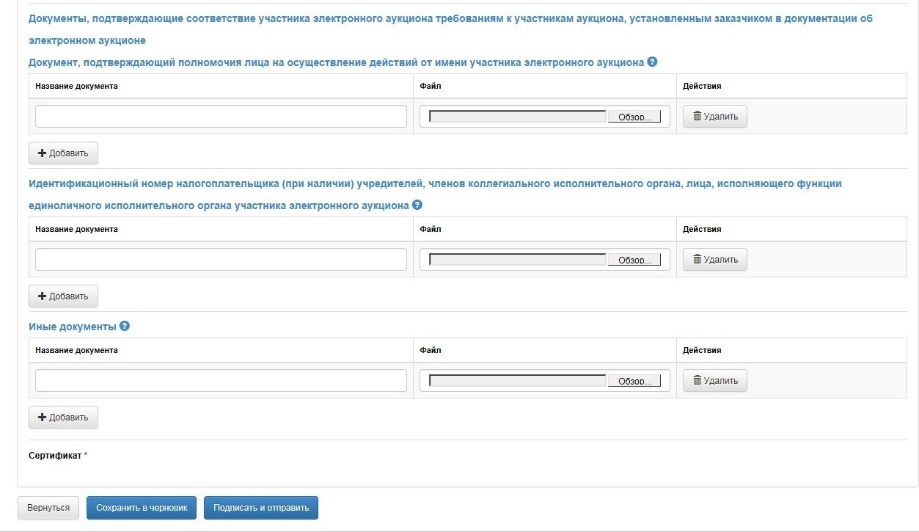 Документы, подтверждающие соответствие участника электронного аукциона требованиям к участникам аукциона, установленным заказчиком в документации об
электронном аукционе
Документ, подтверждающий полномочия лица на осуществление действий от имени участника электронного аукциона ?
Название документа Файл Действия
Обзор... Удалить
+ Добавить
Идентификационный номер налогоплательщика (при наличии) учредителей, членов коллегиального исполнительного органа, лица, исполняющего функции
единоличного исполнительного органа участника электронного аукциона ?
Название документа Файл Действия
Обзор... Удалить
+ Добавить
Иные документы ?
Название документа Файл Действия
Обзор... Удалить
+ Добавить
Сертификат *
Вернуться Сохранить в черновик Подписать и отправить